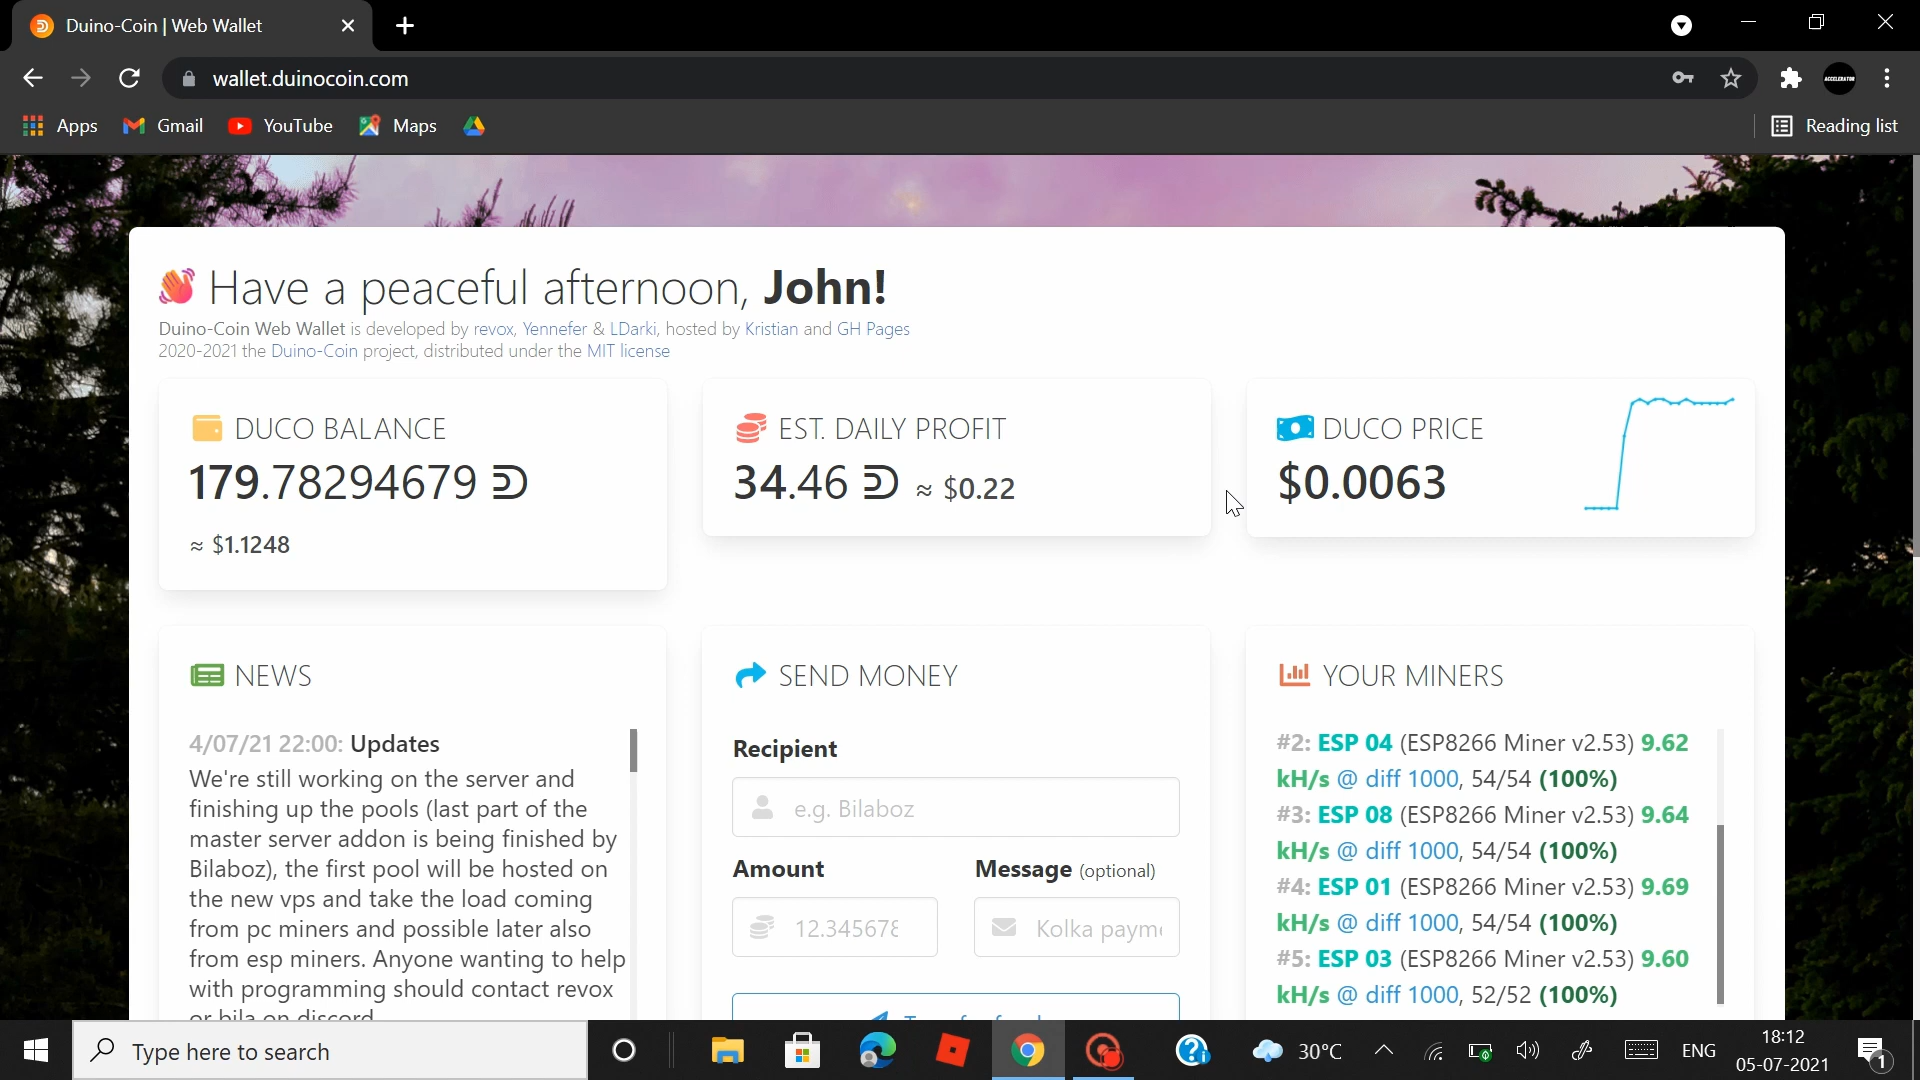 Duino-Coin | Web Wallet
wallet.duinocoin.com
ACCELERATOR
Apps
Gmail
YouTube
Maps
Reading list
Have a peaceful afternoon, John!
Duino-Coin Web Wallet is developed by revox, Yennefer & LDarki, hosted by Kristian and GH Pages
2020-2021 the Duino-Coin project, distributed under the MIT license
DUCO BALANCE
179.78294679
≈ $1.1248
EST. DAILY PROFIT
34.46 ≈ $0.22
DUCO PRICE
$0.0063
NEWS
4/07/21 22:00: Updates
We're still working on the server and
finishing up the pools (last part of the
master server addon is being finished by
Bilaboz), the first pool will be hosted on
the new vps and take the load coming
from pc miners and possible later also
from esp miners. Anyone wanting to help
with programming should contact revox
or bila on discord
SEND MONEY
Recipient
e.g. Bilaboz
Amount
Message (optional)
12.345678
Kolka payme
YOUR MINERS
#2: ESP 04 (ESP8266 Miner v2.53) 9.62
kH/s @ diff 1000, 54/54 (100%)
#3: ESP 08 (ESP8266 Miner v2.53) 9.64
kH/s @ diff 1000, 54/54 (100%)
#4: ESP 01 (ESP8266 Miner v2.53) 9.69
kH/s @ diff 1000, 54/54 (100%)
#5: ESP 03 (ESP8266 Miner v2.53) 9.60
kH/s @ diff 1000, 52/52 (100%)
Type here to search
30°C
ENG
18:12
05-07-2021
1